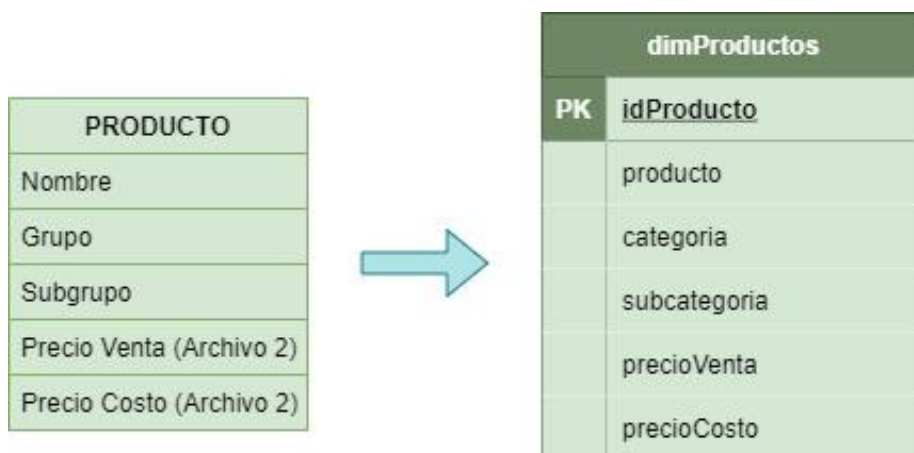 PRODUCTO
Nombre
Grupo
Subgrupo
Precio Venta (Archivo 2)
Precio Costo (Archivo 2)
dimProductos
PK idProducto
producto
categoria
subcategoria
precioVenta
precioCosto